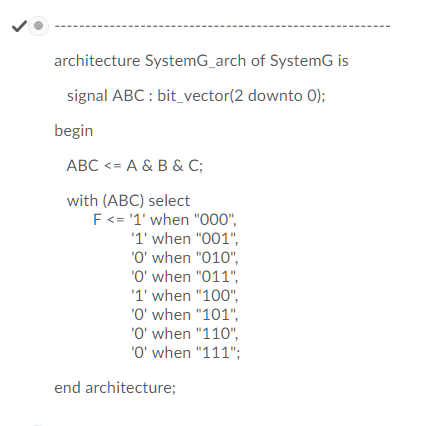 -------------------------------------------------------
architecture SystemG_arch of SystemG is
signal ABC : bit_vector(2 downto 0);
begin
ABC <= A & B & C;
with (ABC) select
F <= '1' when "000",
'1' when "001",
'0' when "010",
'0' when "011",
'1' when "100",
'0' when "101",
'0' when "110",
'0' when "111";
end architecture;